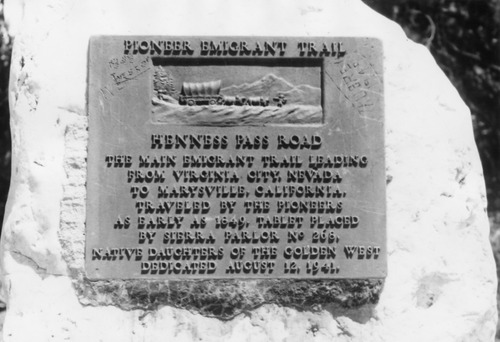 PIONEER EMIGRANT TRAIL
HENNESS PASS ROAD
THE MAIN EMIGRANT TRAIL LEADING
FROM VIRGINIA CITY, NEVADA
TO MARYSVILLE, CALIFORNIA,
TRAVELED BY THE PIONEERS
AS EARLY AS 1849. TABLET PLACED
BY SIERRA PARLOR NO 268,
NATIVE DAUGHTERS OF THE GOLDEN WEST
DEDICATED AUGUST 12, 1941.